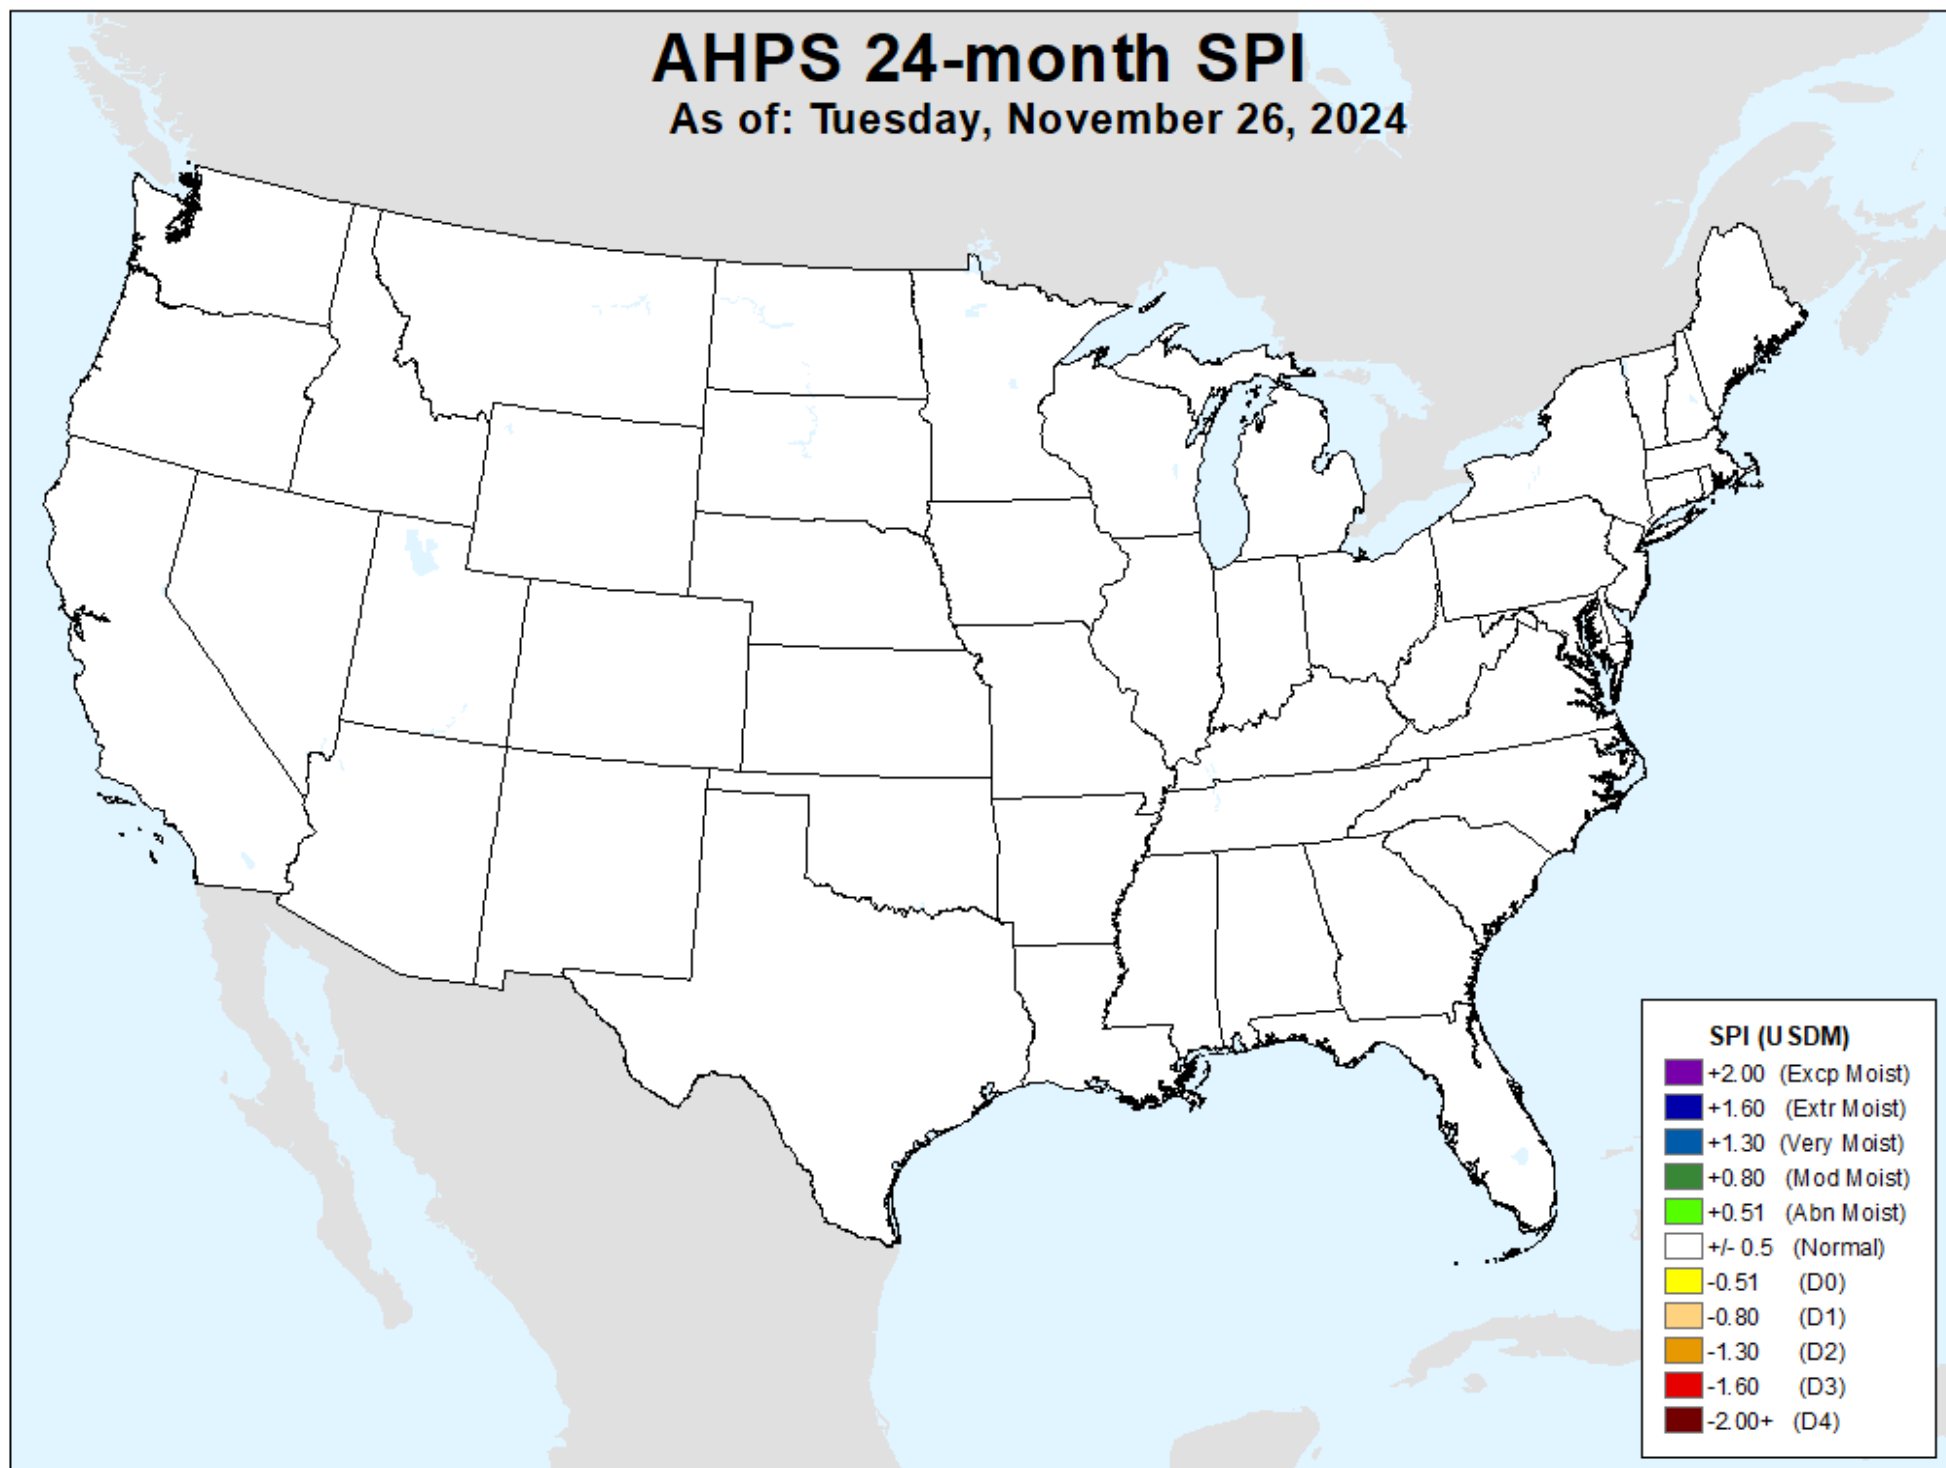 AHPS 24-month SPI
As of: Tuesday, November 26, 2024
SPI (USDM)
+2.00 (Excp Moist)
+1.60 (Extr Moist)
+1.30 (Very Moist)
+0.80 (Mod Moist)
+0.51 (Abn Moist)
+/- 0.5 (Normal)
-0.51 (D0)
-0.80 (D1)
-1.30 (D2)
-1.60 (D3)
-2.00+ (D4)